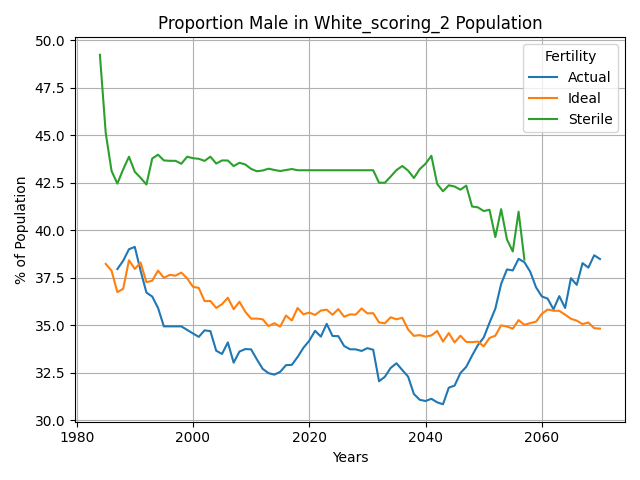 Proportion Male in White_scoring_2 Population
% of Population
50.0
47.5
45.0
42.5
40.0
37.5
35.0
32.5
30.0
Fertility
Actual
Ideal
Sterile
1980
2000
2020
2040
2060
Years